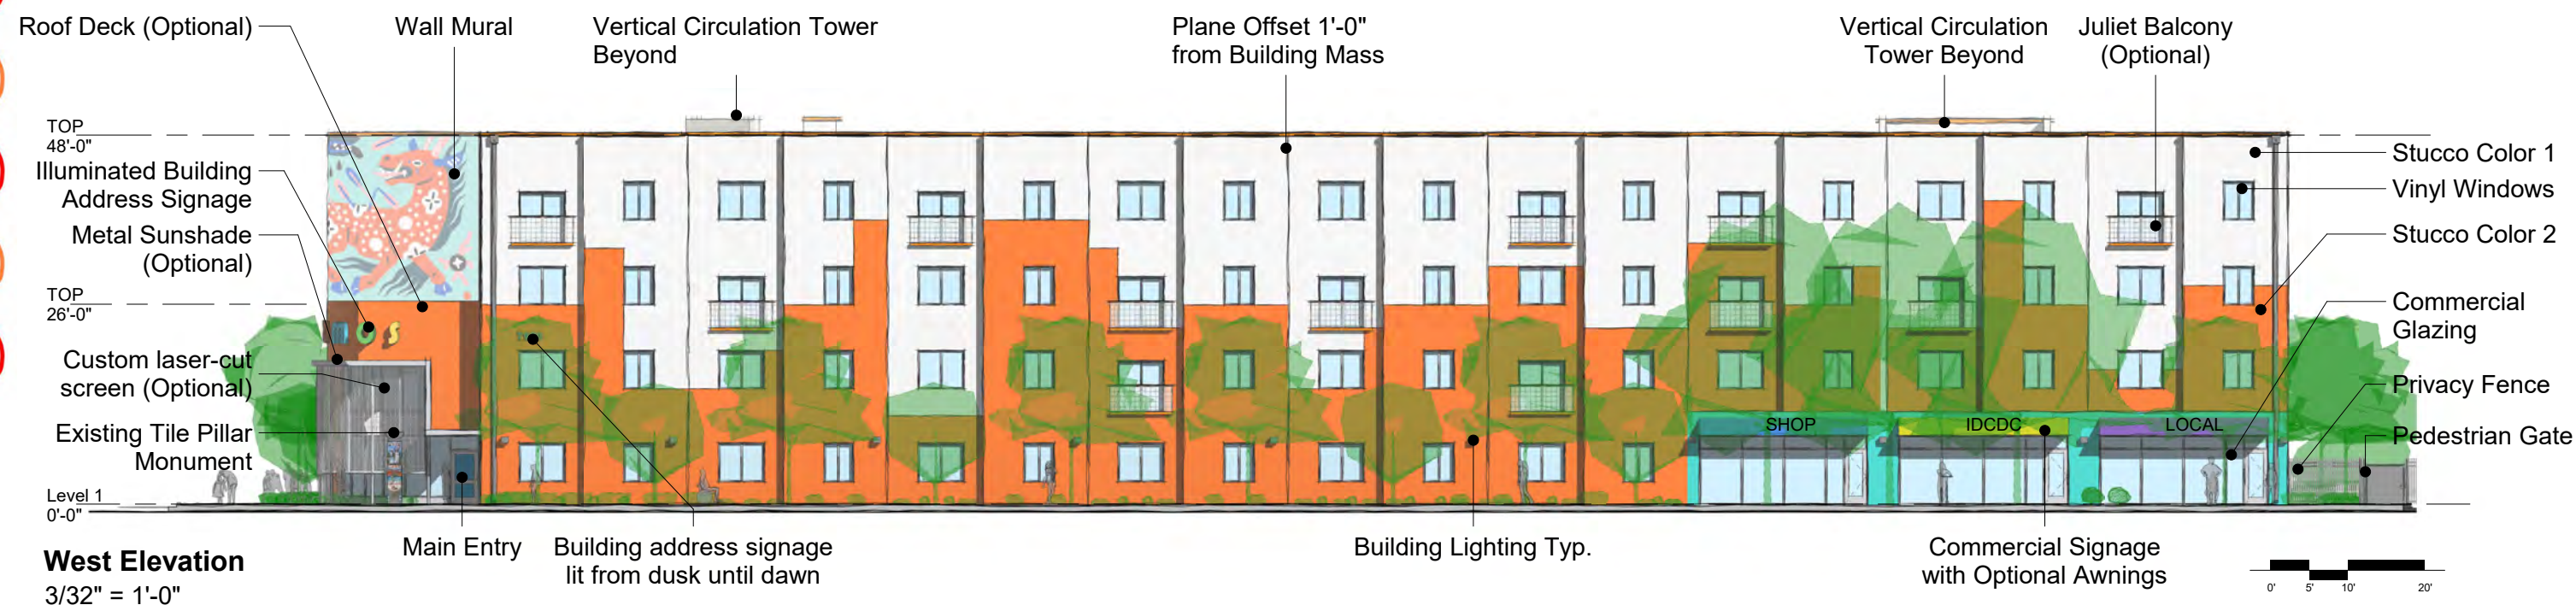 Roof Deck (Optional)
Wall Mural
Vertical Circulation Tower
Beyond
Plane Offset 1'-0"
from Building Mass
Vertical Circulation
Tower Beyond
Juliet Balcony
(Optional)
TOP
48'-0"
Illuminated Building
Address Signage
Metal Sunshade
(Optional)
TOP
26'-0"
Custom laser-cut
screen (Optional)
Existing Tile Pillar
Monument
Level 1
0'-0"
Stucco Color 1
Vinyl Windows
Stucco Color 2
Commercial
Glazing
Privacy Fence
Pedestrian Gate
SHOP
IDCDC
LOCAL
Main Entry
Building address signage
lit from dusk until dawn
Building Lighting Typ.
Commercial Signage
with Optional Awnings
West Elevation
3/32" = 1'-0"
0' 5' 10' 20'